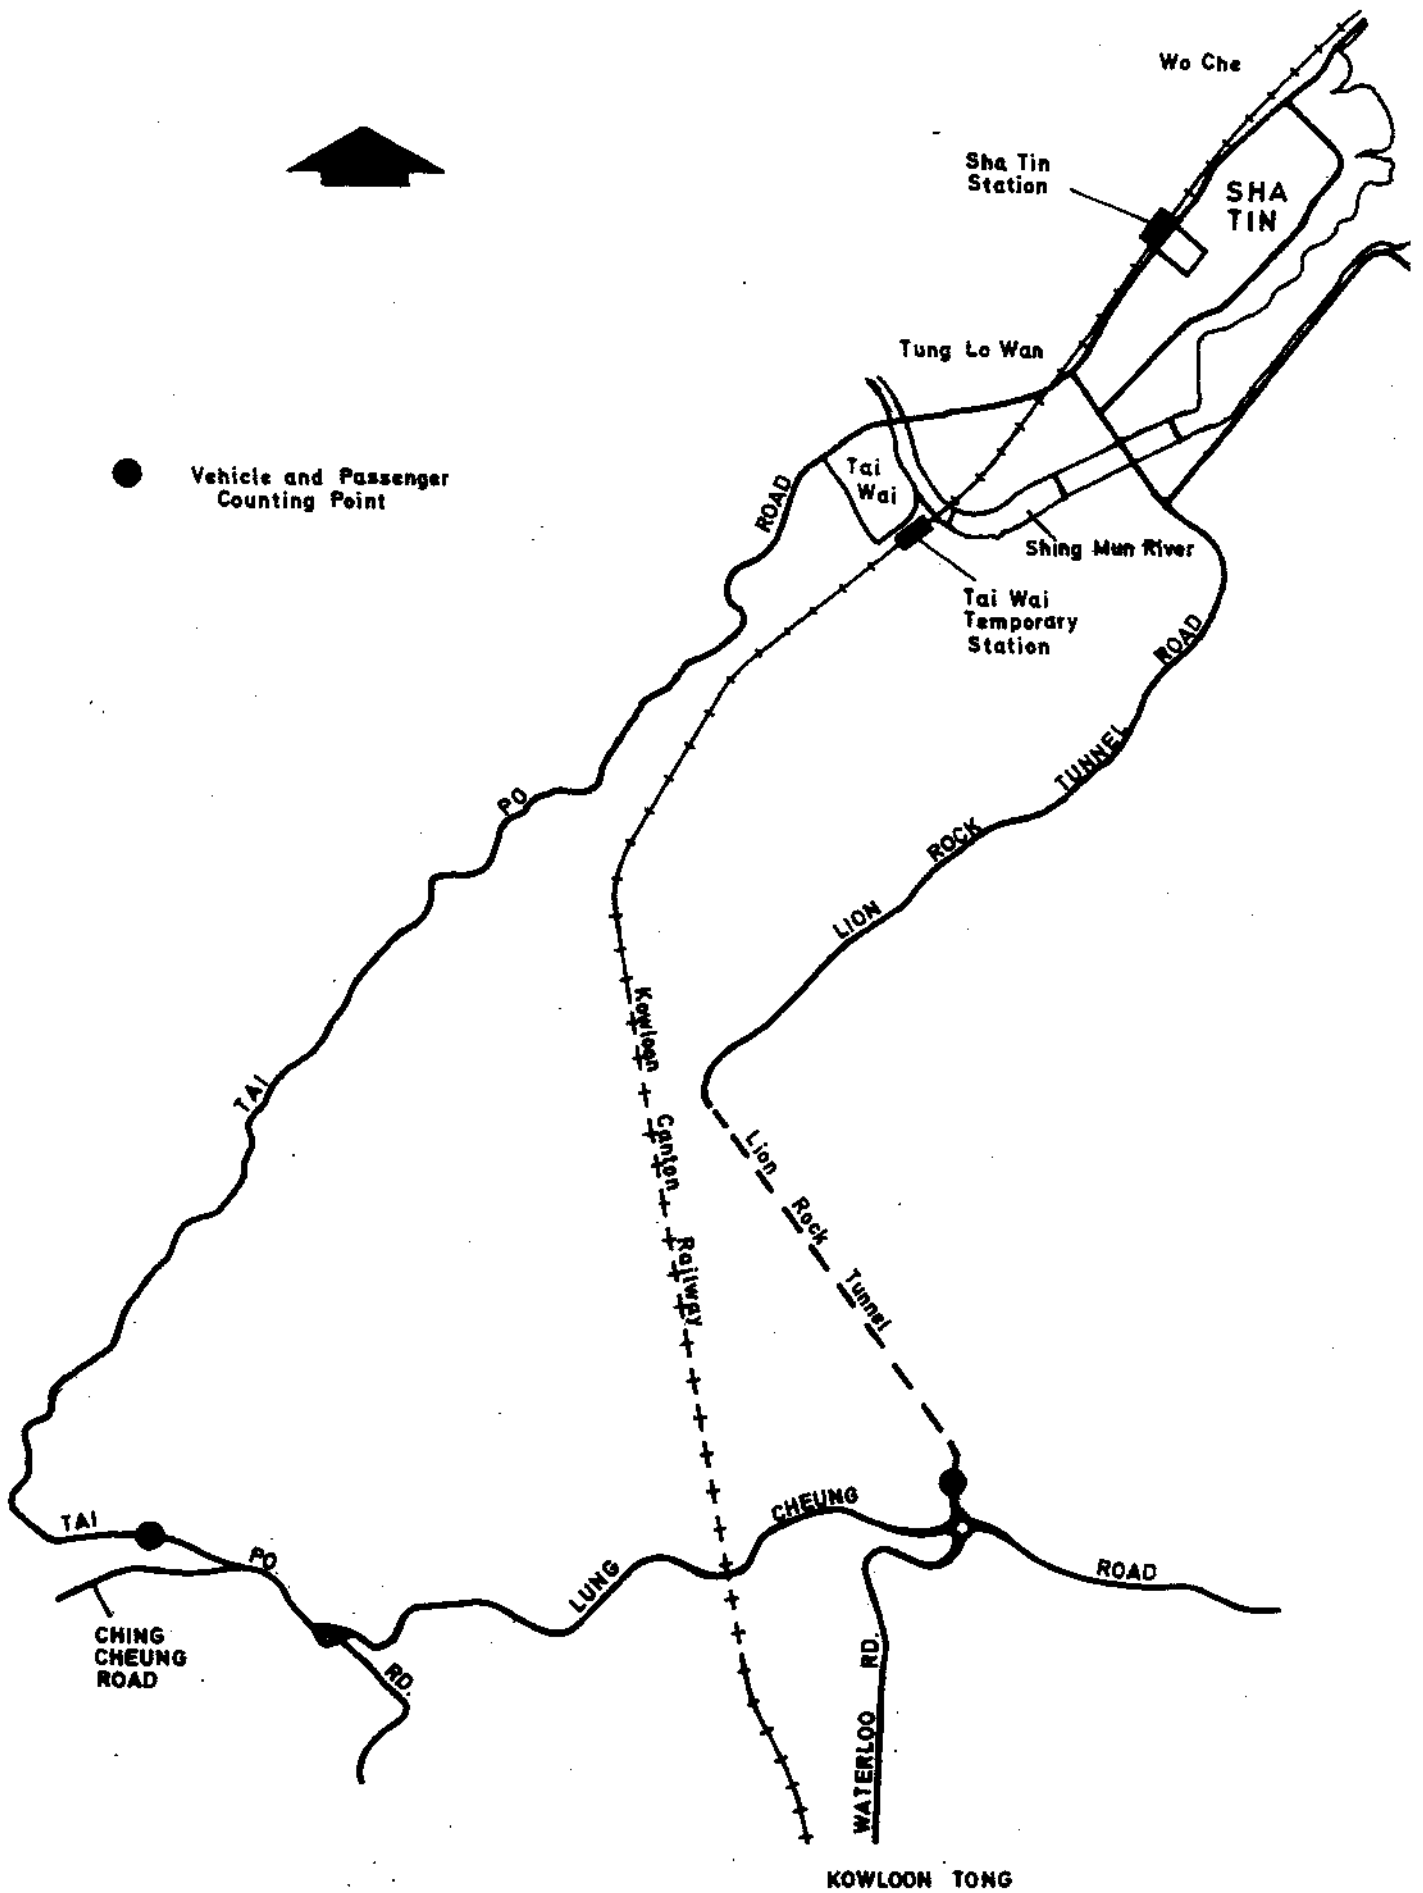 Wo Che
Sha Tin
Station
SHA
TIN
Tung Lo Wan
Vehicle and Passenger
Counting Point
Tai
Wai
ROAD
Shing Mun River
Tai Wai
Temporary
Station
ROAD
TUNNEL
ROCK
LION
PO
TAI
Kowloon Canton Railway
Lion Rock Tunnel
TAI
PO
RD.
CHING
CHEUNG
ROAD
LUNG
CHEUNG
ROAD
WATERLOO RD.
KOWLOON TONG